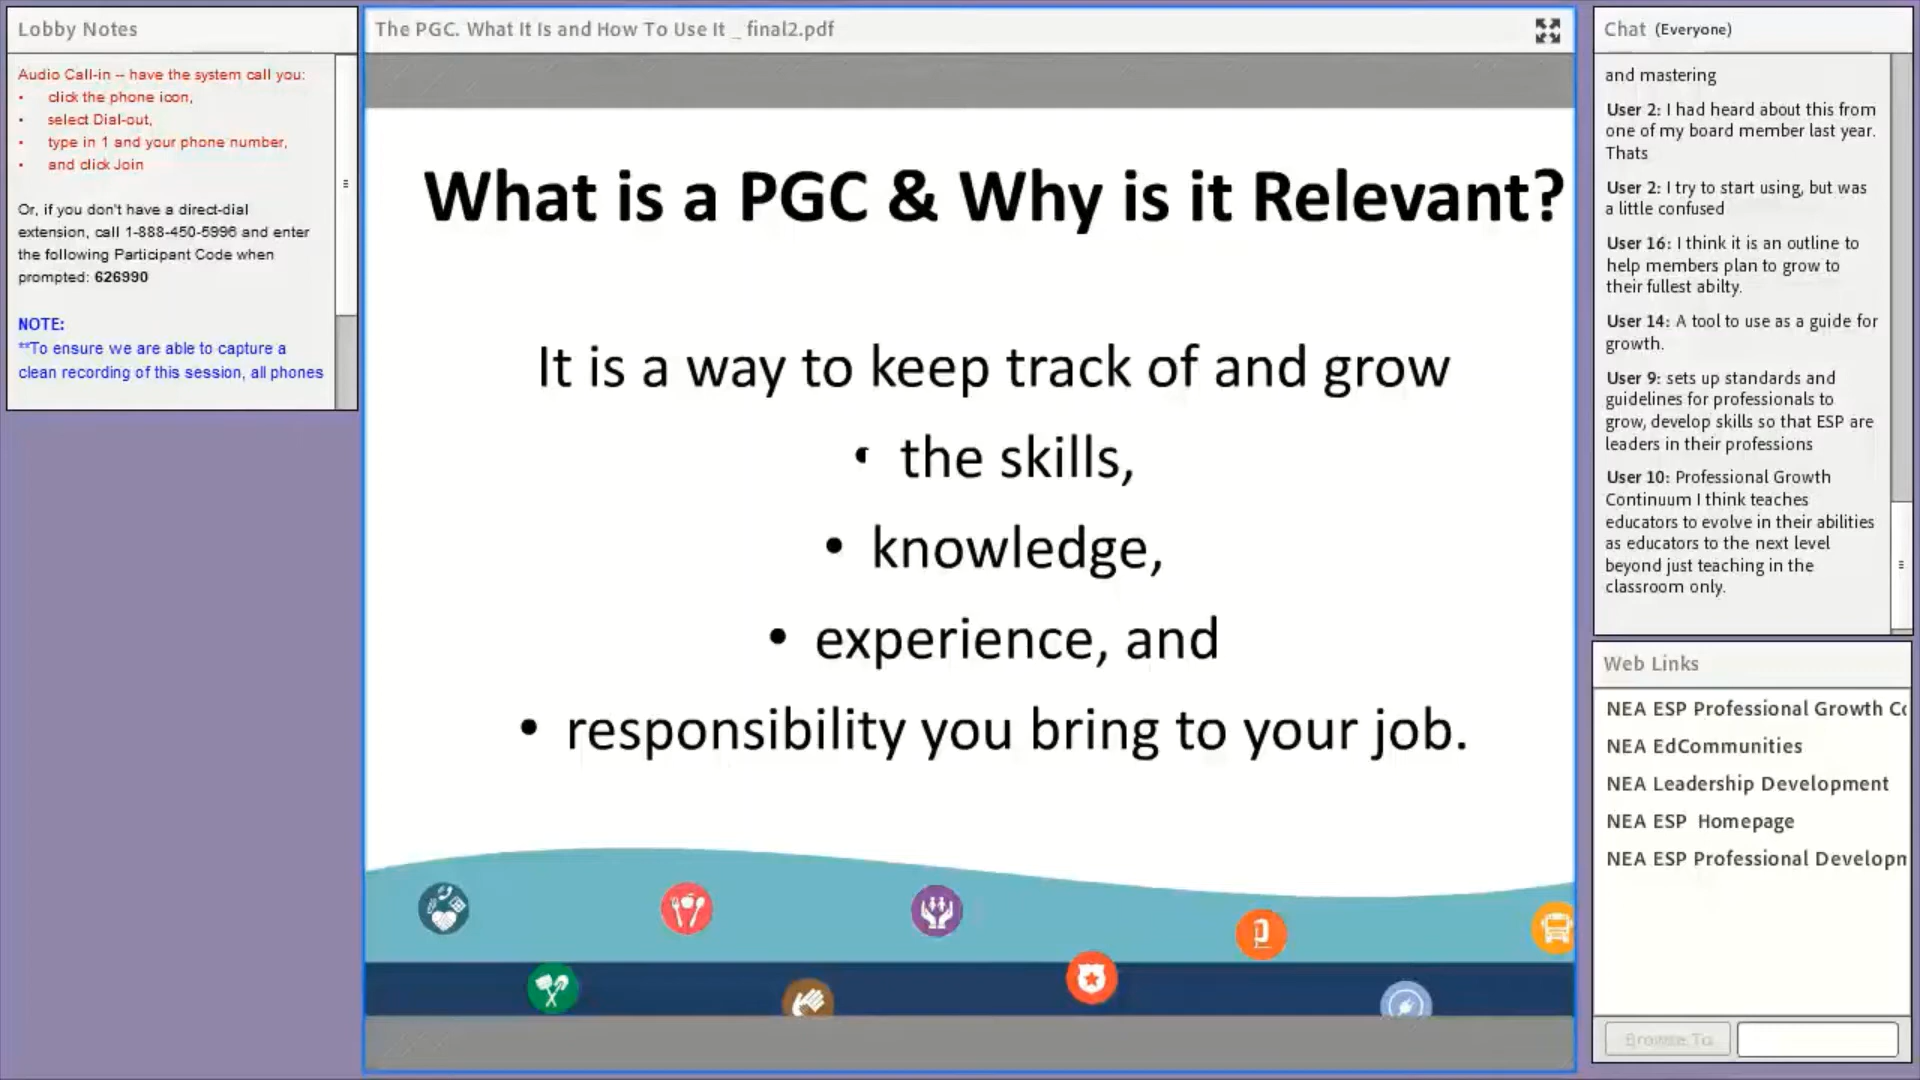 Lobby Notes
Audio Call-in -- have the system call you:
• click the phone icon,
• select Dial-out,
• type in 1 and your phone number,
• and click Join
Or, if you don't have a direct-dial
extension, call 1-888-450-5996 and enter
the following Participant Code when
prompted: 626990
NOTE:
**To ensure we are able to capture a
clean recording of this session, all phones
The PGC. What It Is and How To Use It _ final2.pdf
What is a PGC & Why is it Relevant?
It is a way to keep track of and grow
• the skills,
• knowledge,
• experience, and
• responsibility you bring to your job.
Chat (Everyone)
and mastering
User 2: I had heard about this from
one of my board member last year.
Thats
User 2: I try to start using, but was
a little confused
User 16: I think it is an outline to
help members plan to grow to
their fullest abilty.
User 14: A tool to use as a guide for
growth.
User 9: sets up standards and
guidelines for professionals to
grow, develop skills so that ESP are
leaders in their professions
User 10: Professional Growth
Continuum I think teaches
educators to evolve in their abilities
as educators to the next level
beyond just teaching in the
classroom only.
Web Links
NEA ESP Professional Growth Co
NEA EdCommunities
NEA Leadership Development
NEA ESP Homepage
NEA ESP Professional Developn
Browse To